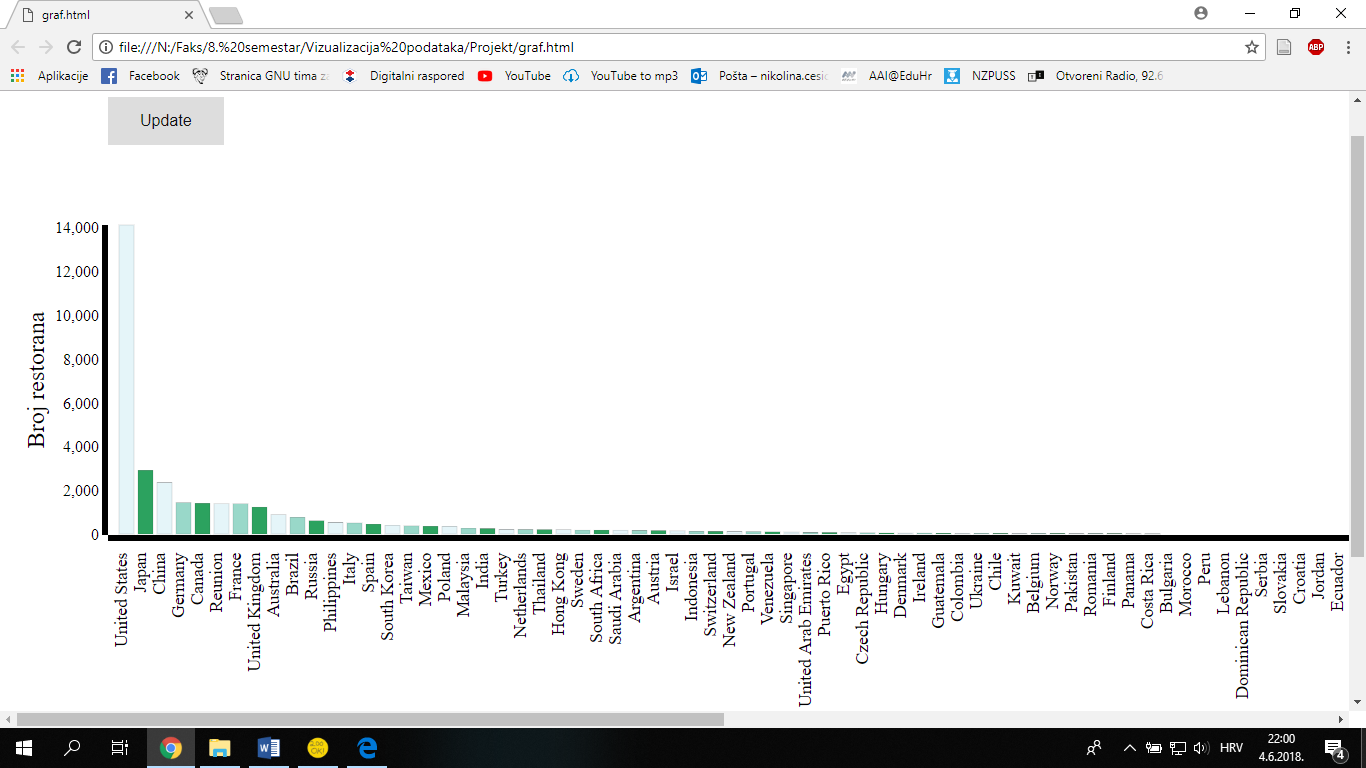 graf.html
file:///N:/Faks/8.%20semestar/Vizualizacija%20podataka/Projekt/graf.html
ABP
Aplikacije Facebook Stranica GNU tima za Digitalni raspored YouTube YouTube to mp3 Pošta – nikolina.cesic AAI@EduHr NZPUSS Otvoreni Radio, 92.6
Update
14,000
12,000
10,000
8,000
6,000
4,000
2,000
0
Broj restorana
United States
Japan
China
Germany
Canada
Reunion
France
United Kingdom
Australia
Brazil
Russia
Philippines
Italy
Spain
South Korea
Taiwan
Mexico
Poland
Malaysia
India
Turkey
Netherlands
Thailand
Hong Kong
Sweden
South Africa
Saudi Arabia
Argentina
Austria
Israel
Indonesia
Switzerland
New Zealand
Portugal
Venezuela
Singapore
United Arab Emirates
Puerto Rico
Egypt
Czech Republic
Hungary
Denmark
Ireland
Guatemala
Colombia
Ukraine
Chile
Kuwait
Belgium
Norway
Pakistan
Romania
Finland
Panama
Costa Rica
Bulgaria
Morocco
Peru
Lebanon
Dominican Republic
Serbia
Slovakia
Croatia
Jordan
Ecuador
HRV
22:00
4.6.2018.
4